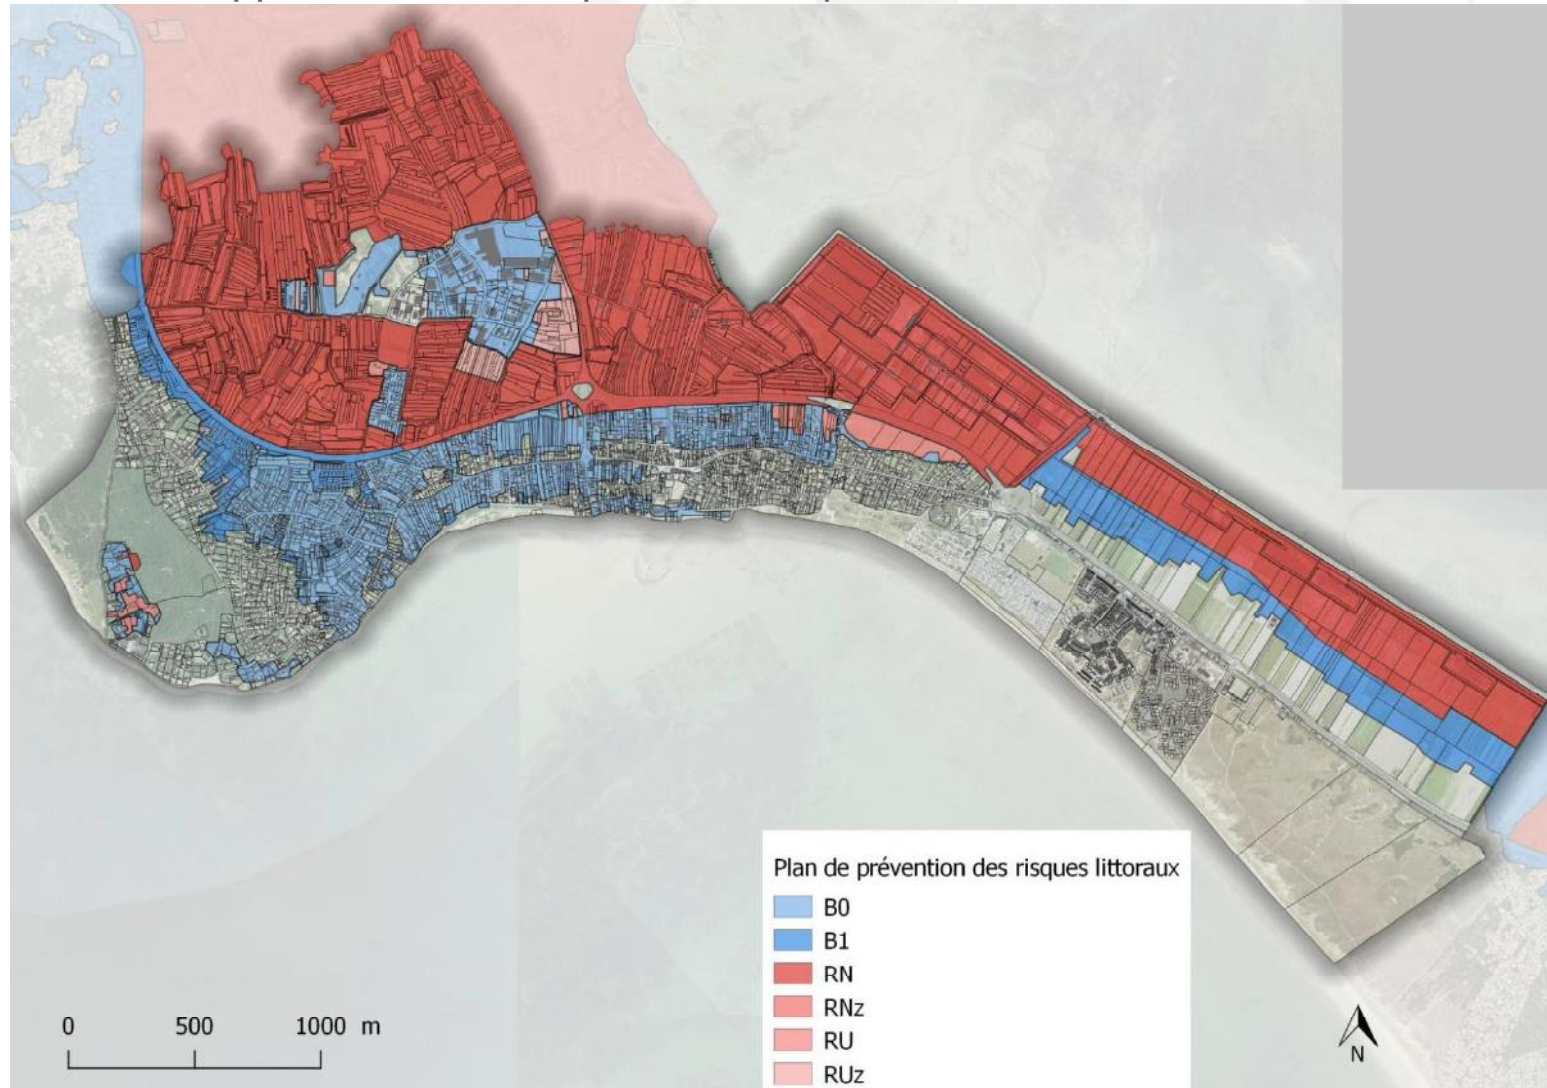 Plan de prévention des risques littoraux
B0
B1
RN
RNz
RU
RUz
0 500 1000 m
N